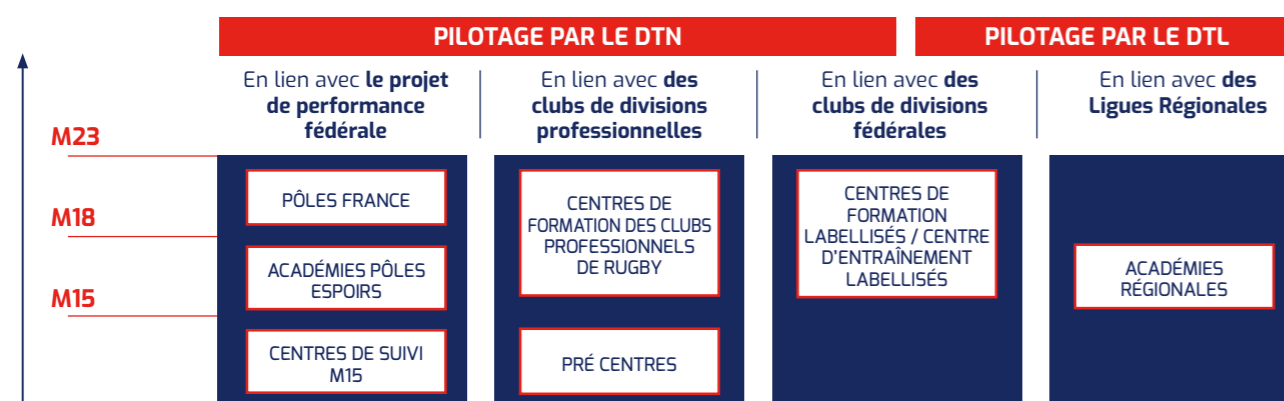 PILOTAGE PAR LE DTN
PILOTAGE PAR LE DTL
En lien avec le projet
de performance
fédérale
En lien avec des
clubs de divisions
professionnelles
En lien avec des
clubs de divisions
fédérales
En lien avec des
Ligues Régionales
M23
M18
M15
PÔLES FRANCE
ACADÉMIES PÔLES
ESPOIRS
CENTRES DE SUIVI
M15
CENTRES DE
FORMATION DES CLUBS
PROFESSIONNELS
DE RUGBY
PRÉ CENTRES
CENTRES DE
FORMATION
LABELLISÉS / CENTRE
D'ENTRAÎNEMENT
LABELLISÉS
ACADÉMIES
RÉGIONALES